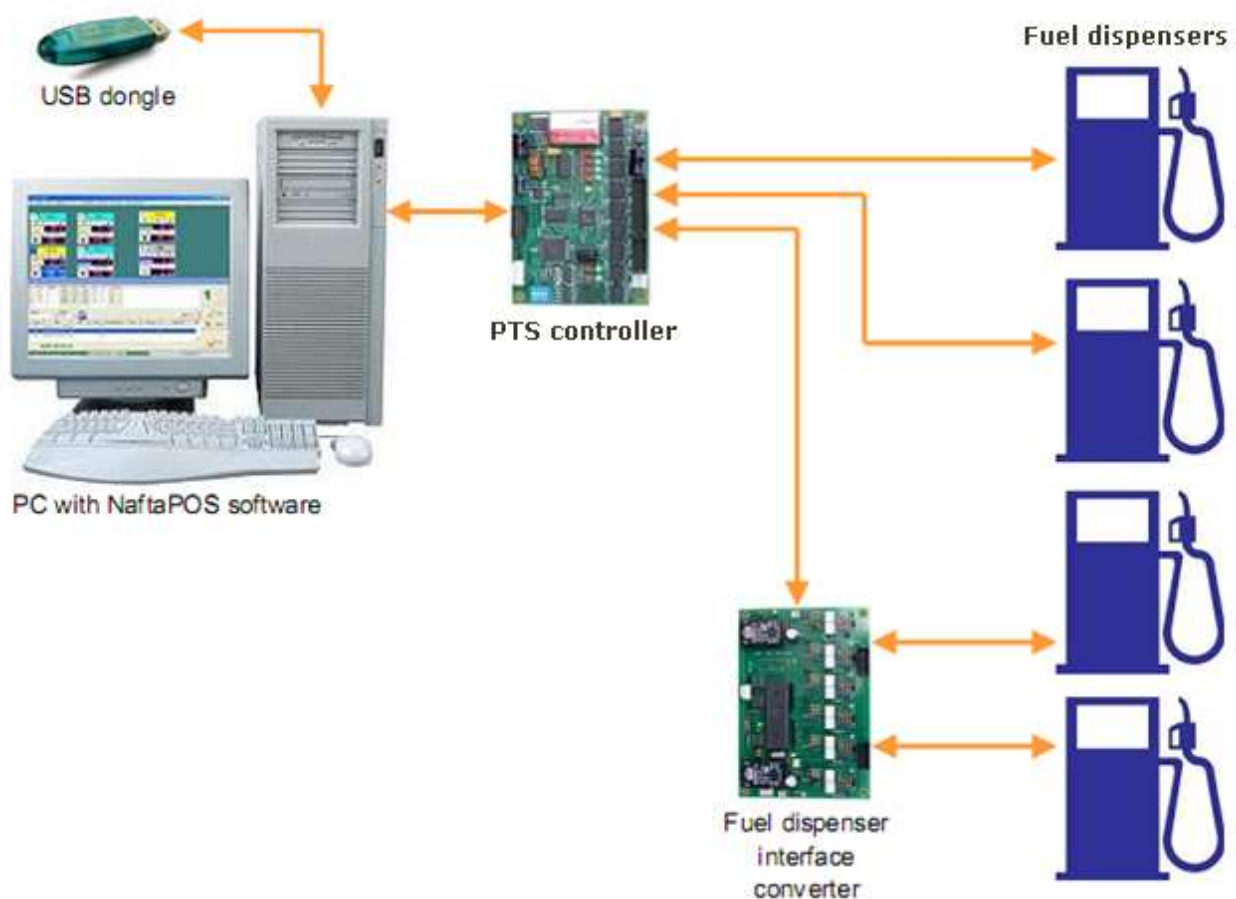 Fuel dispensers
USB dongle
PTS controller
PC with NaftaPOS software
Fuel dispenser
interface
converter